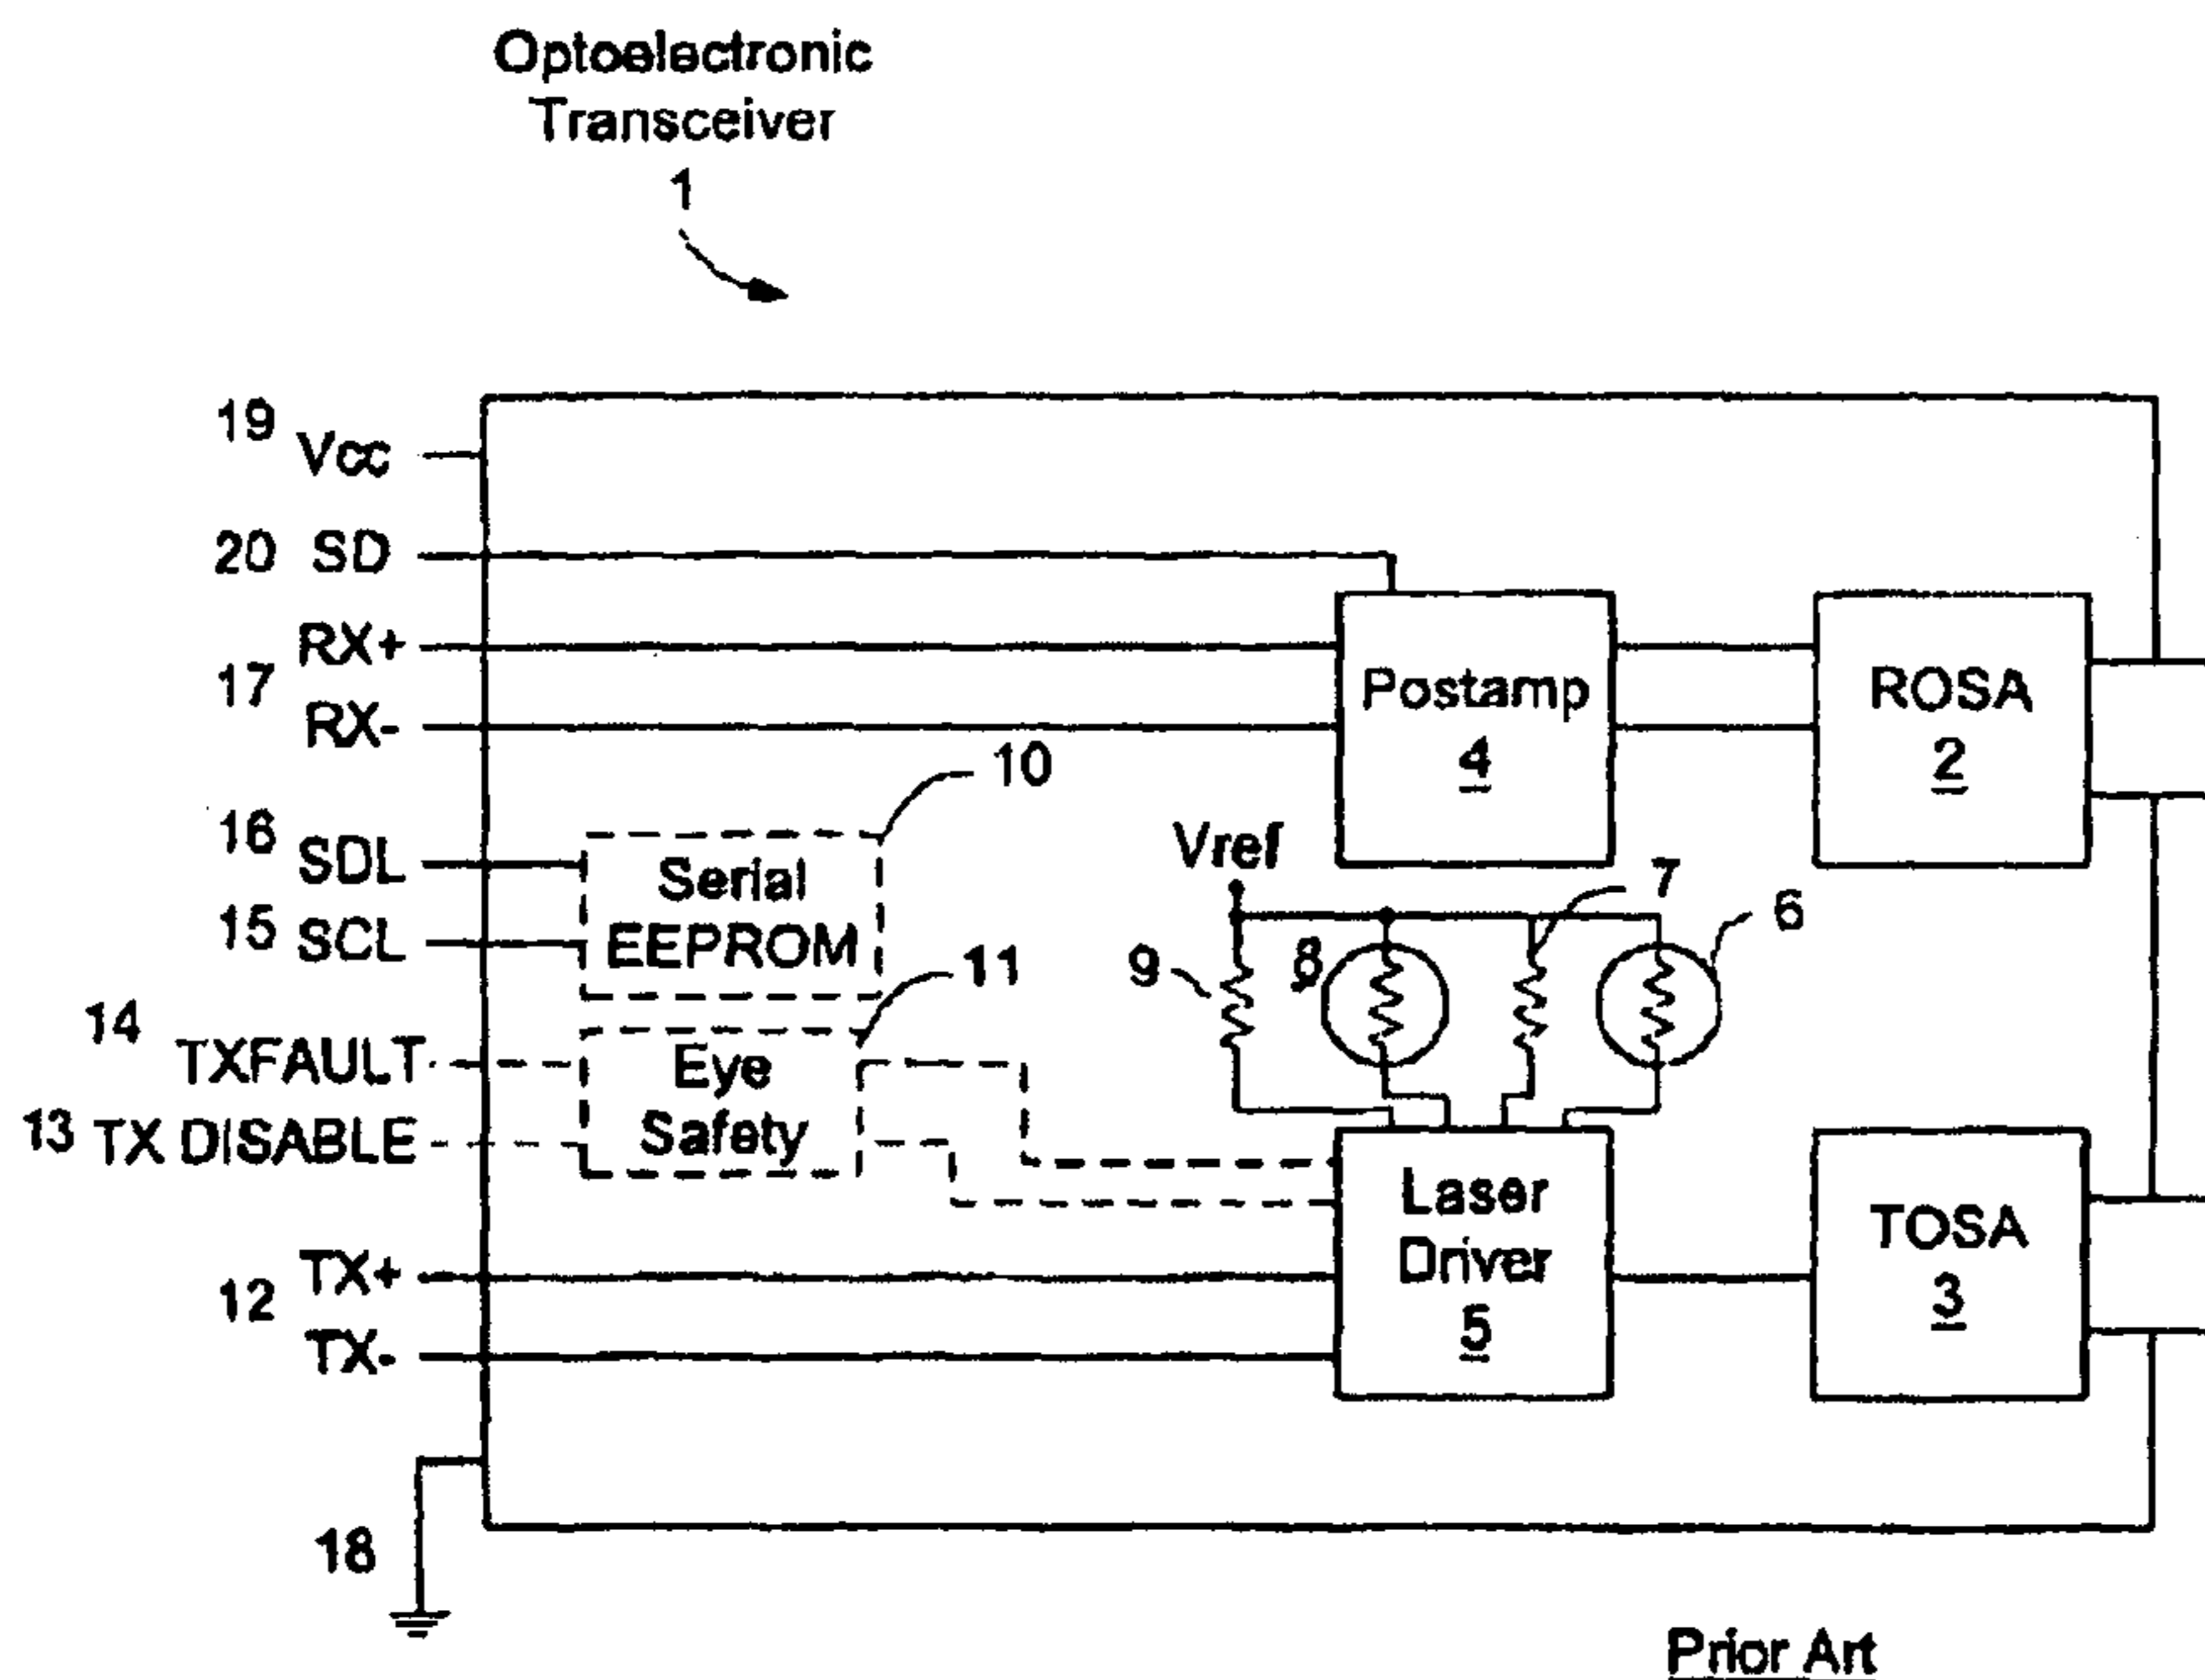 Optoelectronic
Transceiver
1
19
Vcc
20 SD
RX+
17
RX-
Postamp
4
ROSA
2
10
16
SDL
15 SCL
Serial
EEPROM
Vref
7
6
9
8
11
14
TXFAULT
13 TX DISABLE
Eye
Safety
Laser
Driver
5
TOSA
3
TX+
12
TX-
18
Prior Art